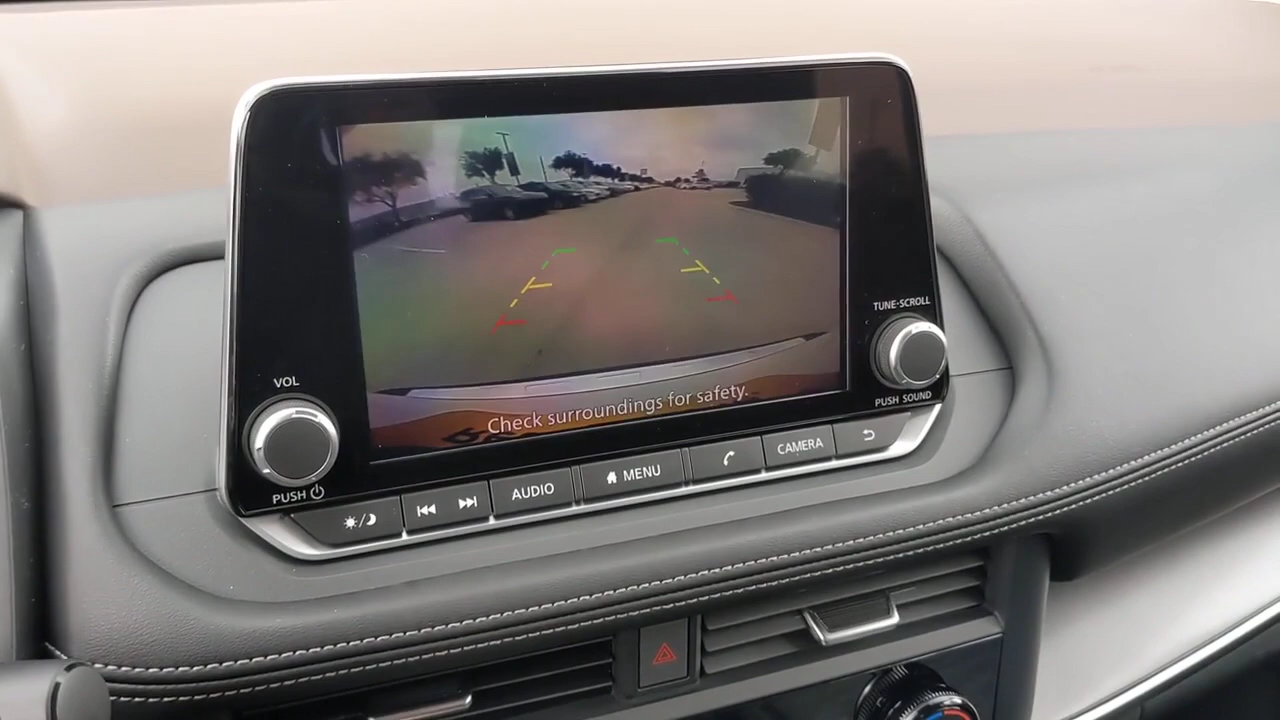 TUNE·SCROLL
VOL
PUSH SOUND
Check surroundings for safety.
PUSH
AUDIO
MENU
CAMERA